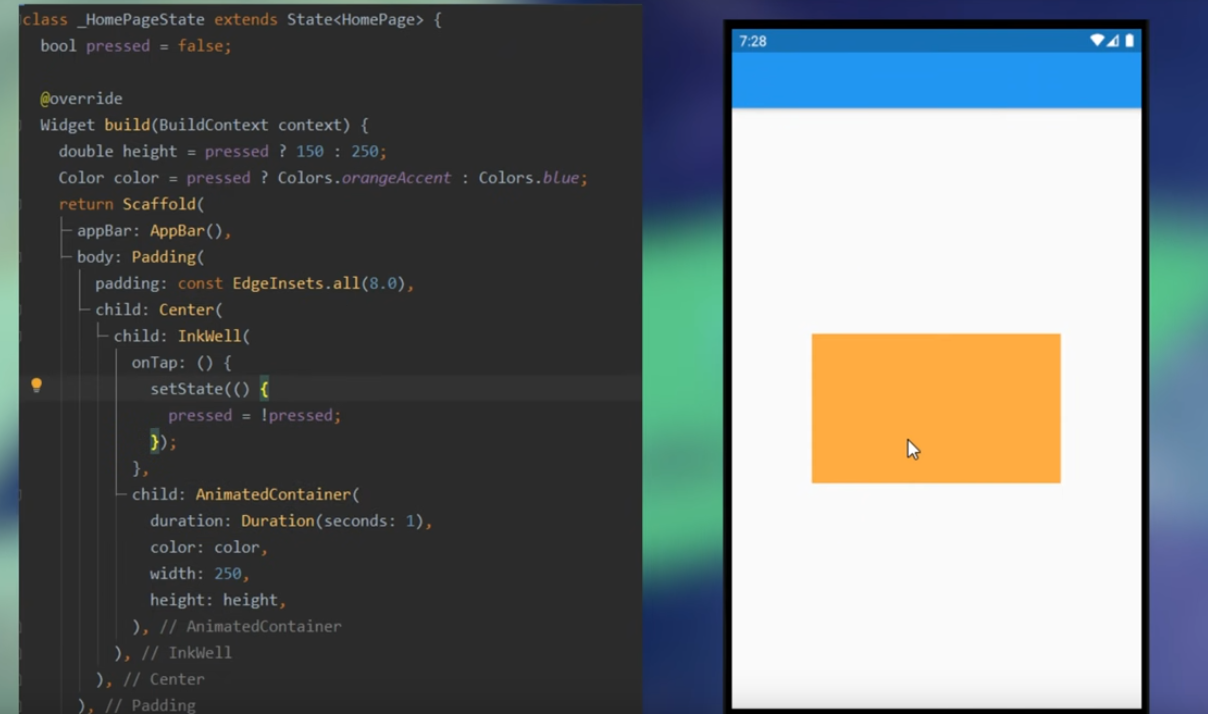 class _HomePageState extends State<HomePage> {
bool pressed = false;
@override
Widget build(BuildContext context) {
double height = pressed ? 150 : 250;
Color color = pressed ? Colors.orangeAccent : Colors.blue;
return Scaffold(
appBar: AppBar(),
body: Padding(
padding: const EdgeInsets.all(8.0),
child: Center(
child: InkWell(
onTap: () {
setState(() {
pressed = !pressed;
});
},
child: AnimatedContainer(
duration: Duration(seconds: 1),
color: color,
width: 250,
height: height,
), // AnimatedContainer
), // InkWell
), // Center
), // Padding
7:28